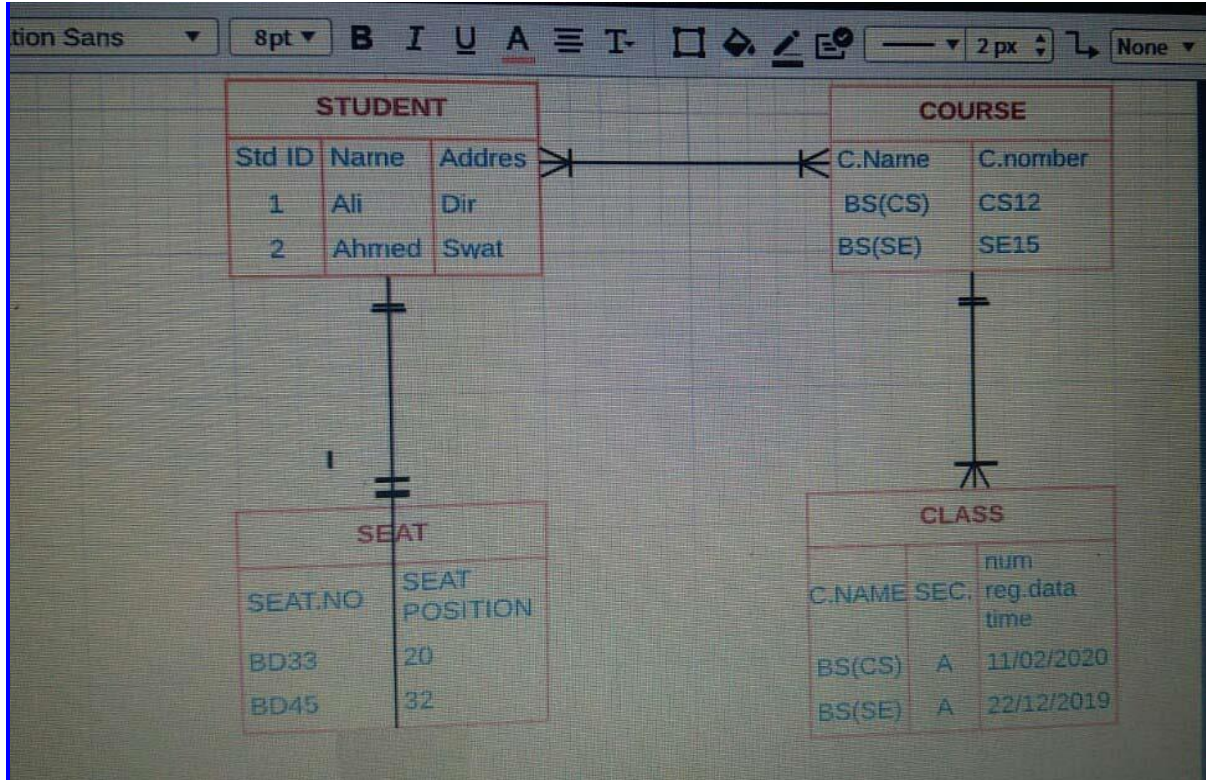 tion Sans 8pt B I U A T 2 px None
STUDENT
Std ID Name Addres
1 Ali Dir
2 Ahmed Swat
COURSE
C.Name C.nomber
BS(CS) CS12
BS(SE) SE15
SEAT
SEAT.NO SEAT POSITION
BD33 20
BD45 32
CLASS
C.NAME SEC. num reg.data time
BS(CS) A 11/02/2020
BS(SE) A 22/12/2019